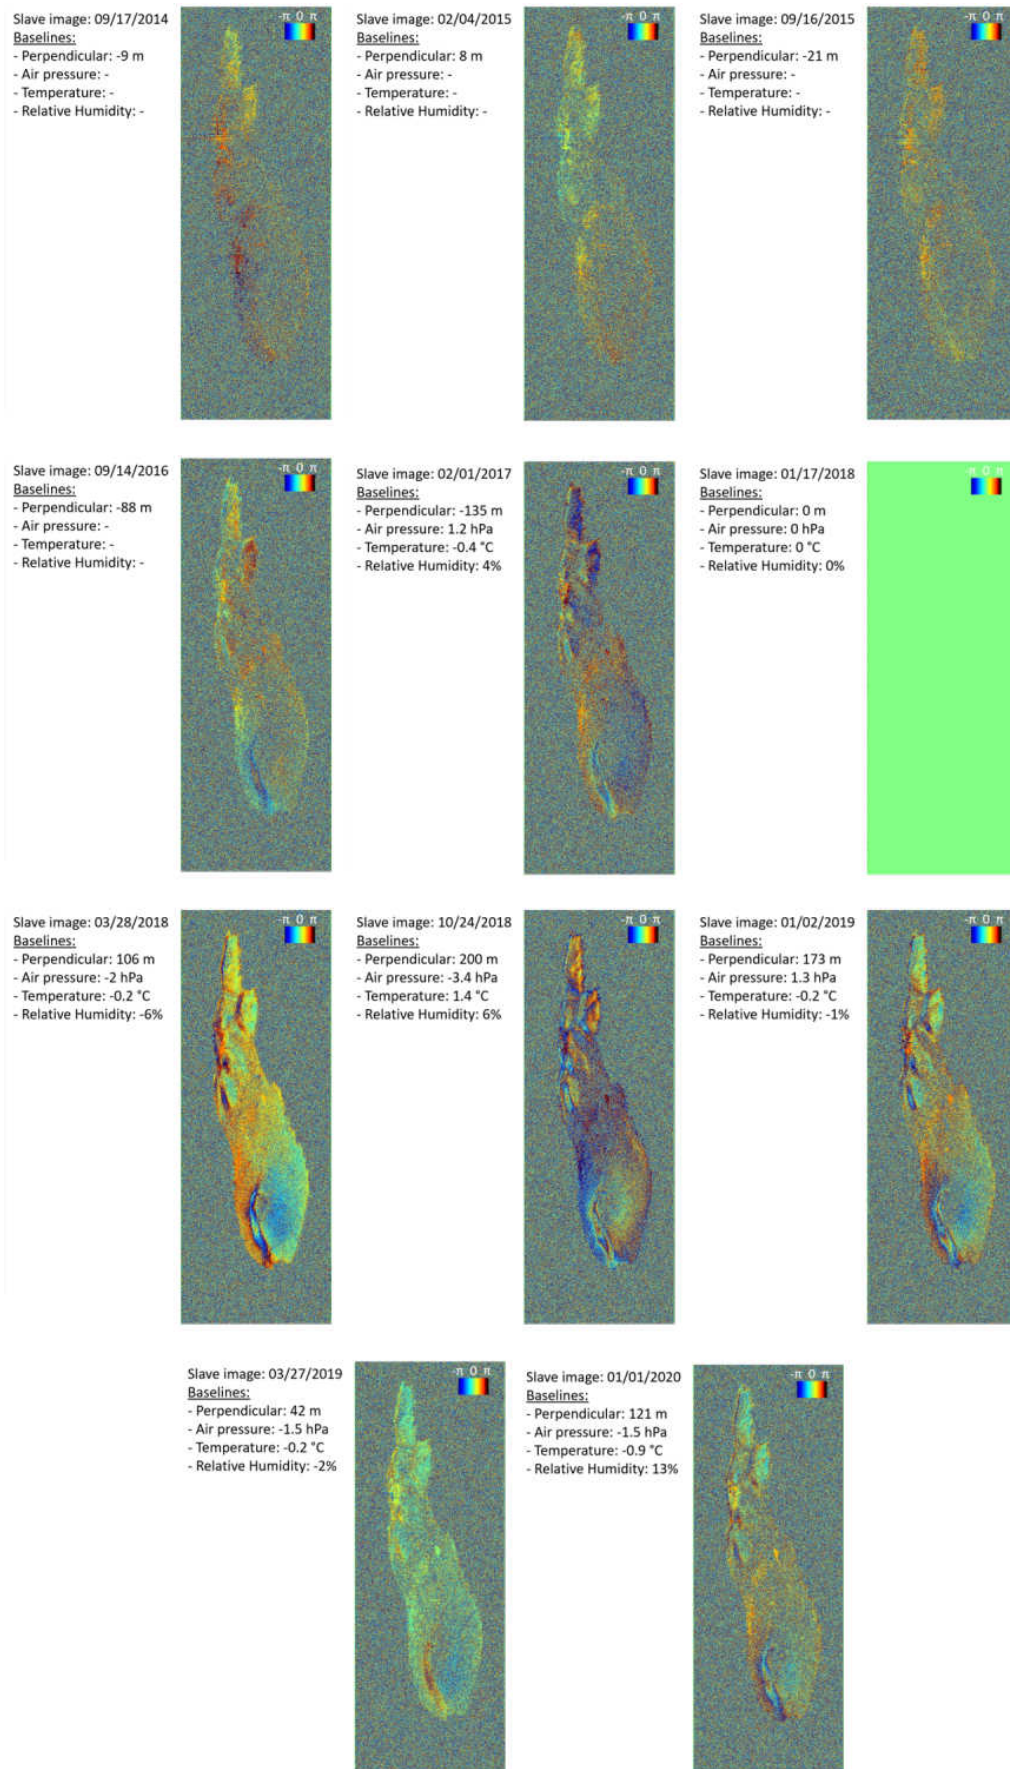 Slave image: 09/17/2014
Baselines:
- Perpendicular: -9 m
- Air pressure: -
- Temperature: -
- Relative Humidity: -
-π 0 π
Slave image: 02/04/2015
Baselines:
- Perpendicular: 8 m
- Air pressure: -
- Temperature: -
- Relative Humidity: -
-π 0 π
Slave image: 09/16/2015
Baselines:
- Perpendicular: -21 m
- Air pressure: -
- Temperature: -
- Relative Humidity: -
-π 0 π
Slave image: 09/14/2016
Baselines:
- Perpendicular: -88 m
- Air pressure: -
- Temperature: -
- Relative Humidity: -
-π 0 π
Slave image: 02/01/2017
Baselines:
- Perpendicular: -135 m
- Air pressure: 1.2 hPa
- Temperature: -0.4 °C
- Relative Humidity: 4%
-π 0 π
Slave image: 01/17/2018
Baselines:
- Perpendicular: 0 m
- Air pressure: 0 hPa
- Temperature: 0 °C
- Relative Humidity: 0%
-π 0 π
Slave image: 03/28/2018
Baselines:
- Perpendicular: 106 m
- Air pressure: -2 hPa
- Temperature: -0.2 °C
- Relative Humidity: -6%
-π 0 π
Slave image: 10/24/2018
Baselines:
- Perpendicular: 200 m
- Air pressure: -3.4 hPa
- Temperature: 1.4 °C
- Relative Humidity: 6%
-π 0 π
Slave image: 01/02/2019
Baselines:
- Perpendicular: 173 m
- Air pressure: 1.3 hPa
- Temperature: -0.2 °C
- Relative Humidity: -1%
-π 0 π
Slave image: 03/27/2019
Baselines:
- Perpendicular: 42 m
- Air pressure: -1.5 hPa
- Temperature: -0.2 °C
- Relative Humidity: -2%
-π 0 π
Slave image: 01/01/2020
Baselines:
- Perpendicular: 121 m
- Air pressure: -1.5 hPa
- Temperature: -0.9 °C
- Relative Humidity: 13%
-π 0 π